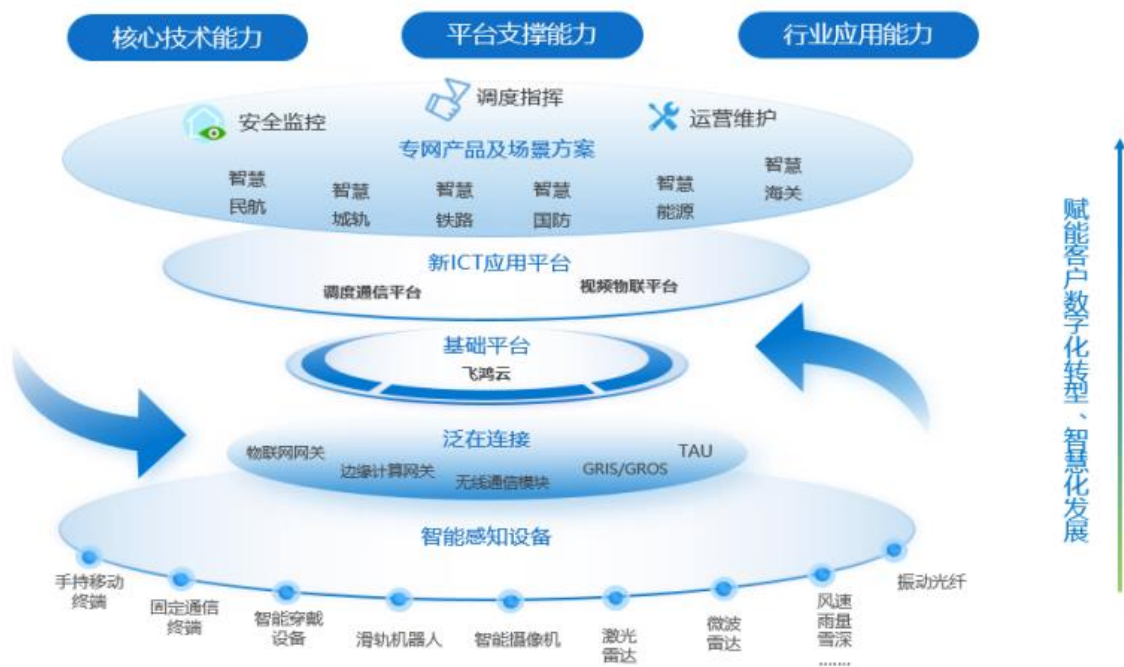 核心技术能力
平台支撑能力
行业应用能力
安全监控
调度指挥
运营维护
专网产品及场景方案
智慧
民航
智慧
城轨
智慧
铁路
智慧
国防
智慧
能源
智慧
海关
新ICT应用平台
调度通信平台
视频物联平台
基础平台
飞鸿云
泛在连接
物联网网关
边缘计算网关
无线通信模块
GRIS/GROS
TAU
智能感知设备
手持移动
终端
固定通信
终端
智能穿戴
设备
滑轨机器人
智能摄像机
激光
雷达
微波
雷达
风速
雨量
雪深
.......
振动光纤
赋能客户数字化转型、智慧化发展